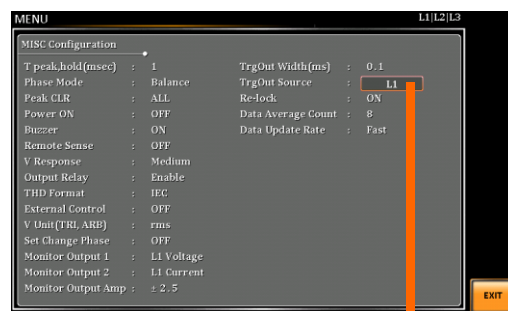 MENU L1|L2|L3
MISC Configuration
T peak,hold(msec) : 1 TrgOut Width(ms) : 0.1
Phase Mode : Balance TrgOut Source : L1
Peak CLR : ALL Re-lock : ON
Power ON : OFF Data Average Count : 8
Buzzer : ON Data Update Rate : Fast
Remote Sense : OFF
V Response : Medium
Output Relay : Enable
THD Format : IEC
External Control : OFF
V Unit(TRI, ARB) : rms
Set Change Phase : OFF
Monitor Output 1 : L1 Voltage
Monitor Output 2 : L1 Current
Monitor Output Amp : ± 2.5
EXIT